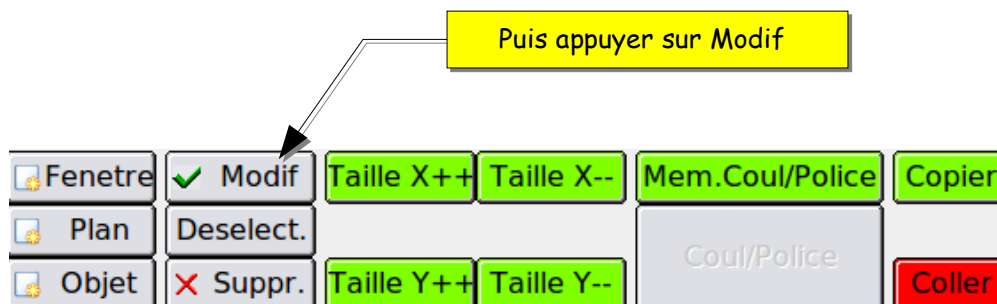 Puis appuyer sur Modif
Fenetre Modif Taille X++ Taille X-- Mem.Coul/Police Copier
Plan Deselect. Coul/Police
Objet Suppr. Taille Y++ Taille Y-- Coller